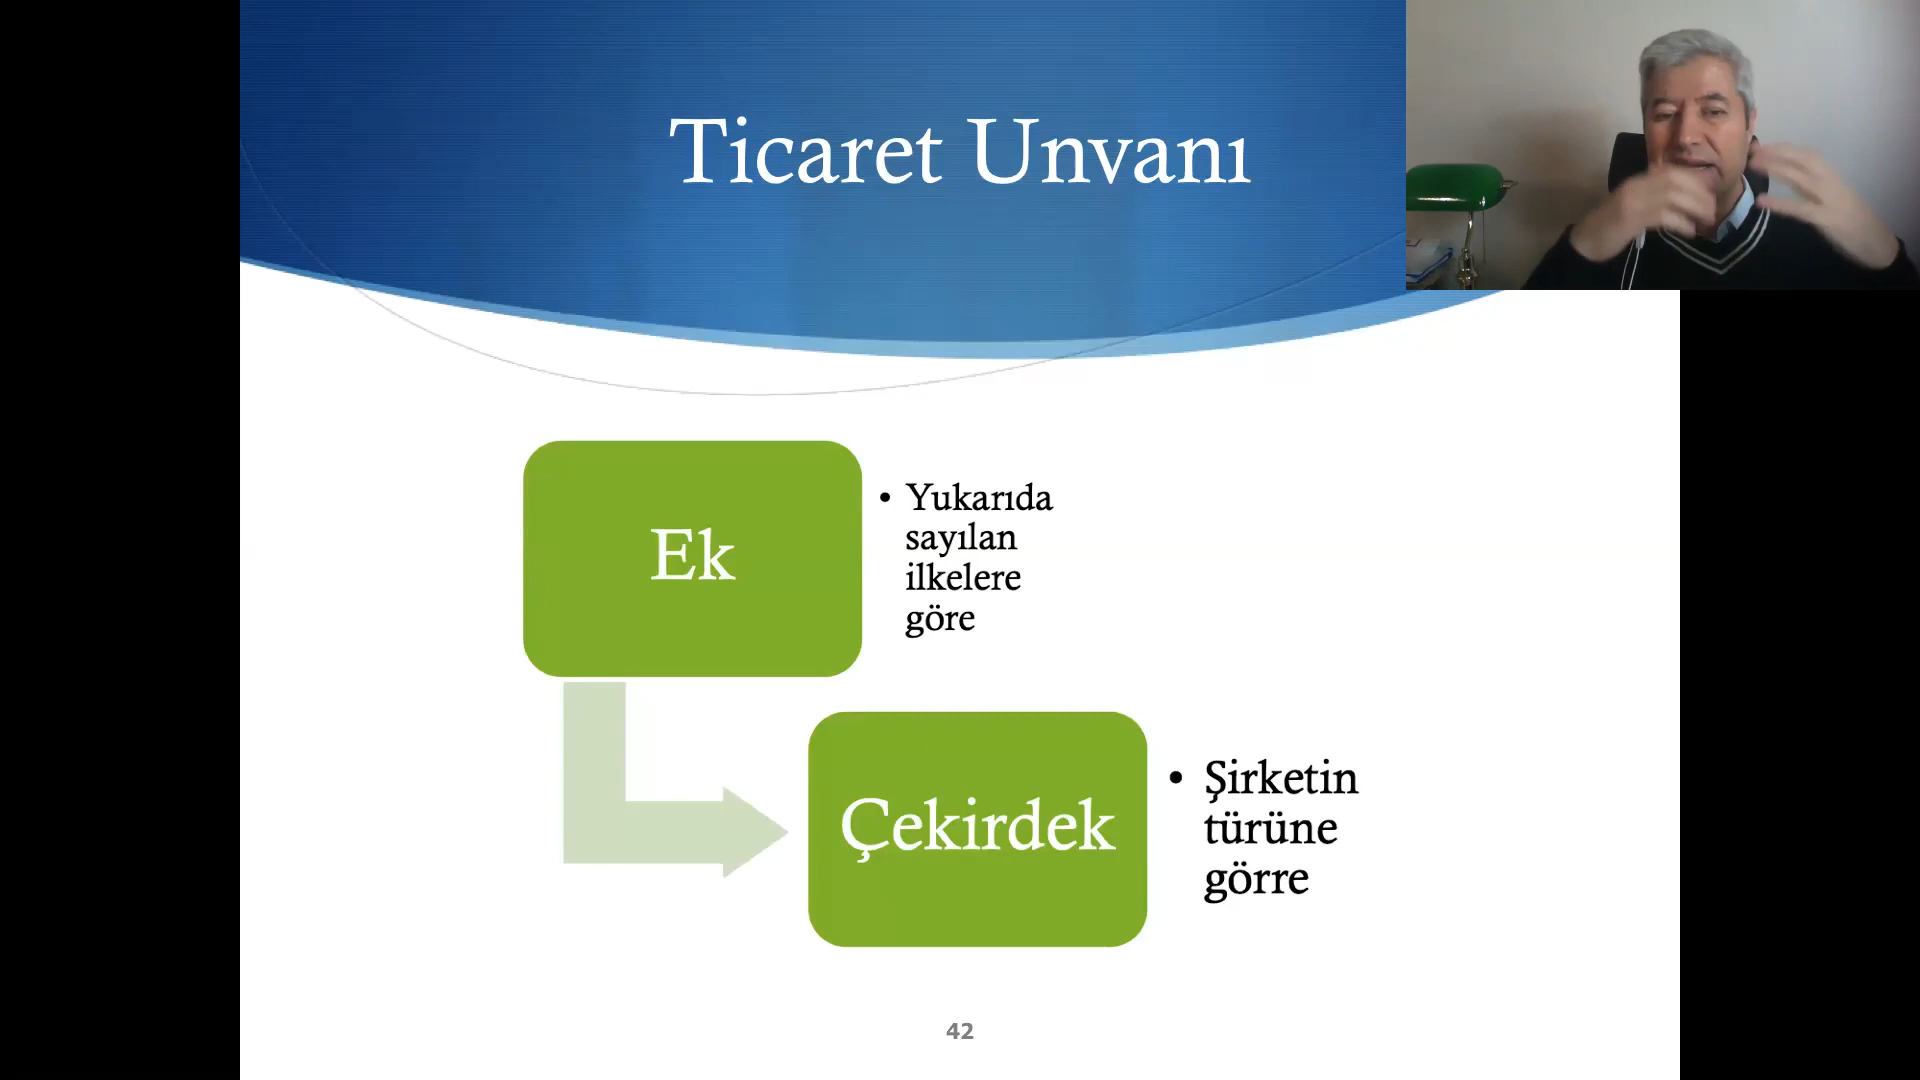 Ticaret Unvanı
Ek
• Yukarıda
sayılan
ilkelere
göre
Çekirdek
• Şirketin
türüne
görre
42